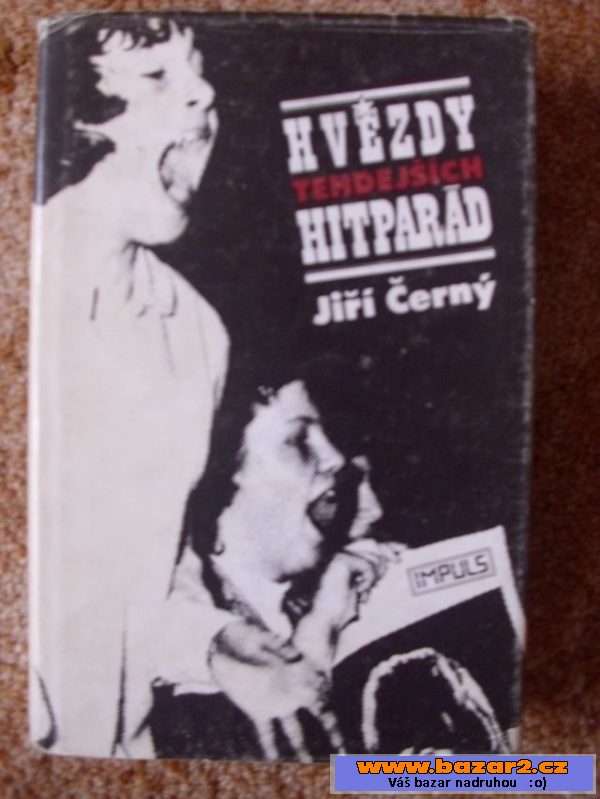 HVĚZDY
TEHDEJŠÍCH
HITPARÁD
Jiří Černý
IMPULS
www.bazar2.cz
Váš bazar nadruhou :o)